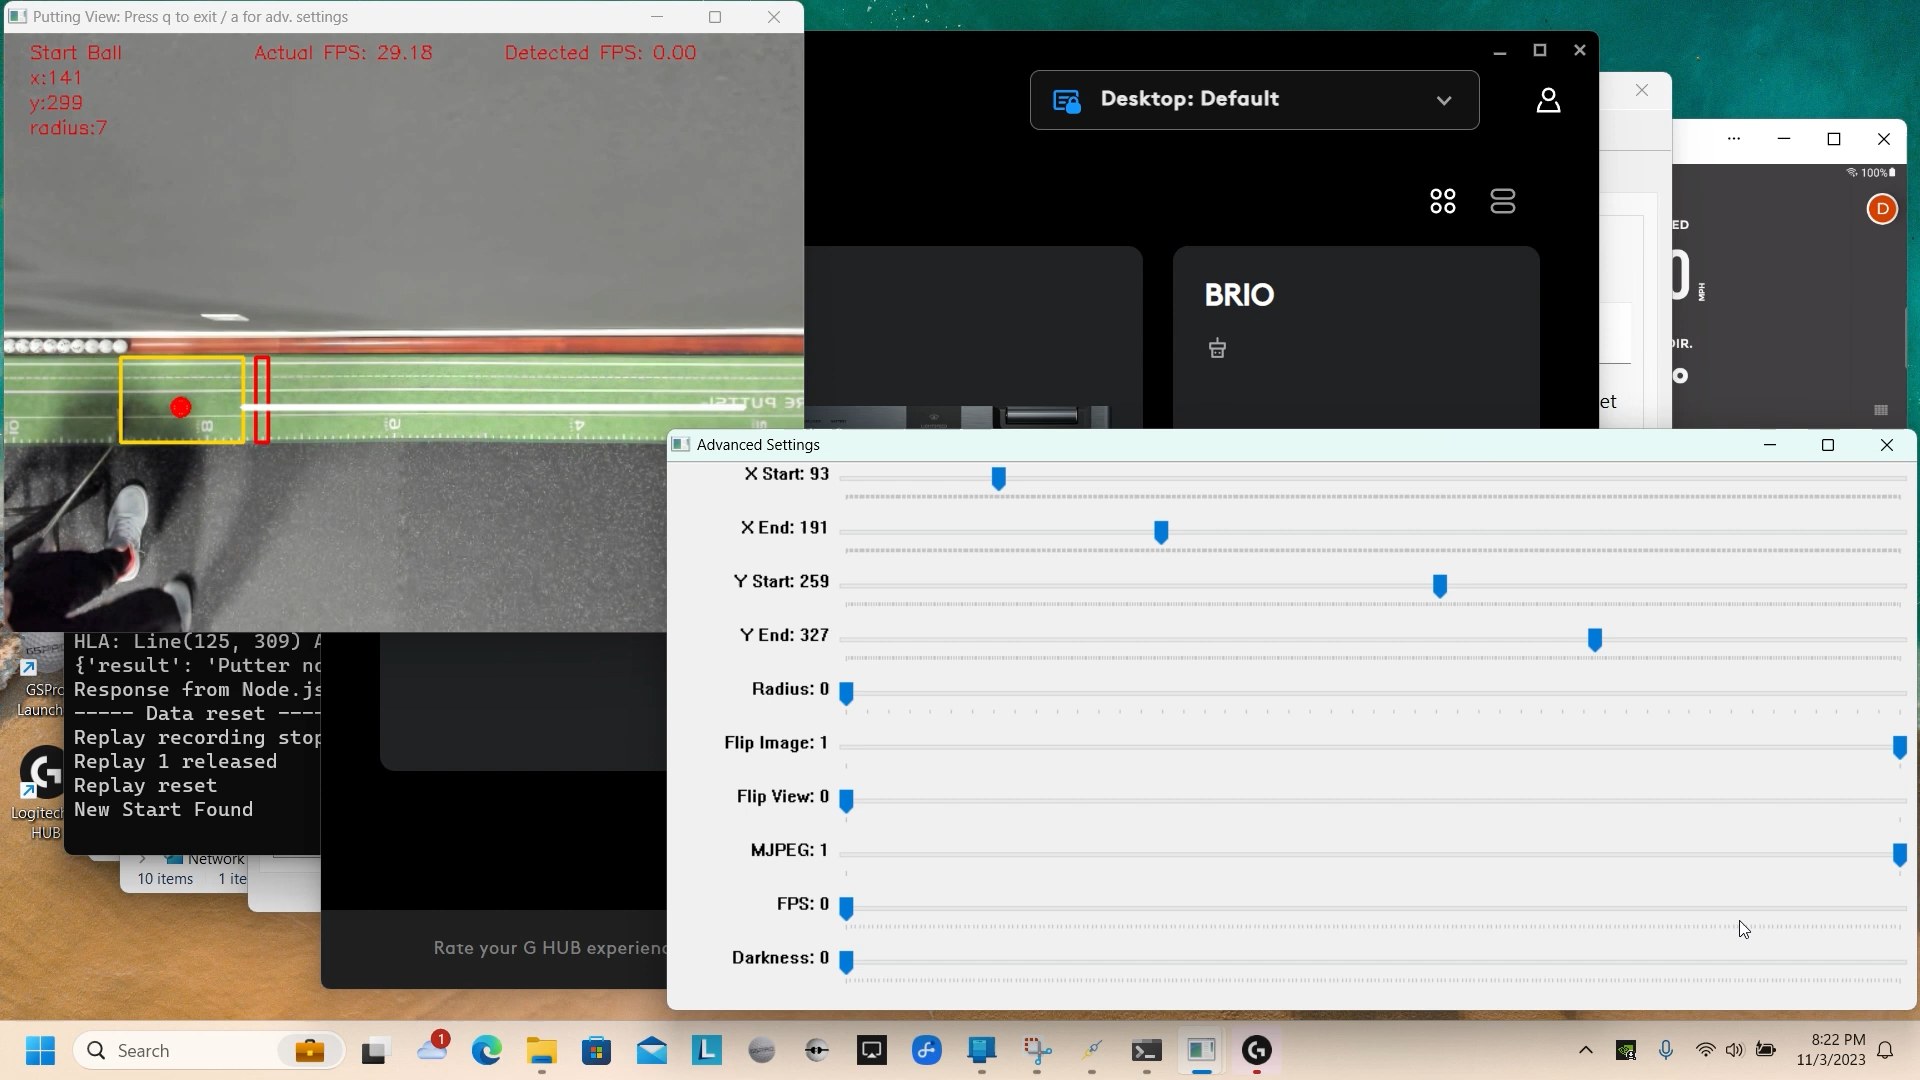 Putting View: Press q to exit / a for adv. settings
Start Ball
Actual FPS: 29.18
Detected FPS: 0.00
x:141
y:299
radius:7
Desktop: Default
BRIO
100%
D
ED
MPH
DIR.
et
Advanced Settings
X Start: 93
X End: 191
Y Start: 259
Y End: 327
Radius: 0
Flip Image: 1
Flip View: 0
MJPEG: 1
FPS: 0
Darkness: 0
HLA: Line(125, 309) A
{'result': 'Putter no
Response from Node.js
----- Data reset ----
Replay recording stop
Replay 1 released
Replay reset
New Start Found
GSPro
Launch
Logitech
HUB
Network
10 items
1 ite
Rate your G HUB experienc
Search
1
8:22 PM
11/3/2023